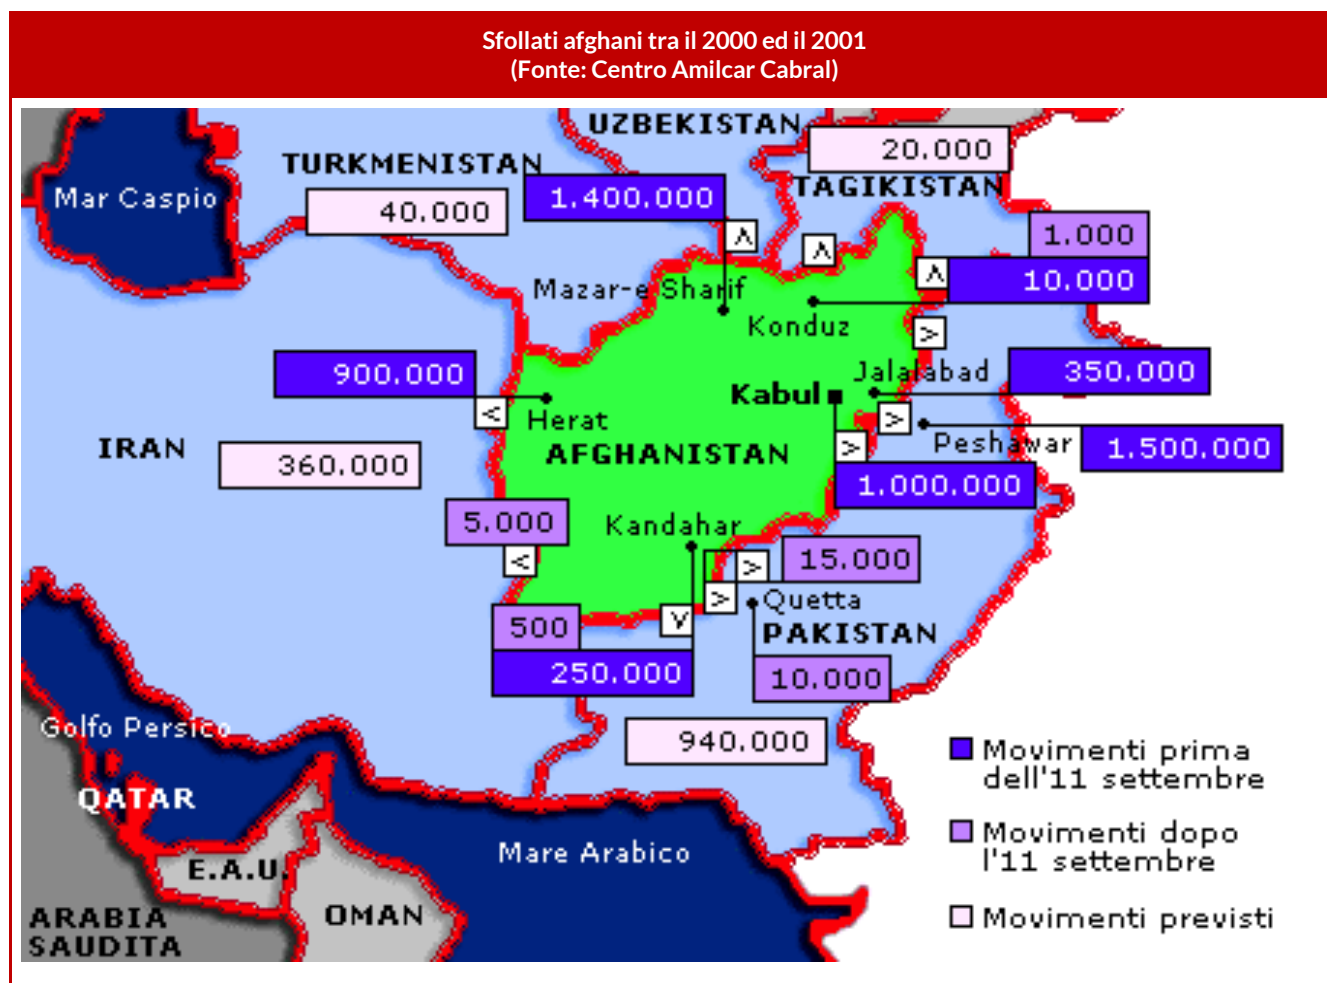 Sfollati afghani tra il 2000 ed il 2001
(Fonte: Centro Amilcar Cabral)
UZBEKISTAN
20.000
TURKMENISTAN
Mar Caspio
40.000
1.400.000
TAGIKISTAN
1.000
10.000
Mazar-e Sharif
Konduz
900.000
Jalalabad
350.000
Kabul
Herat
IRAN
AFGHANISTAN
Peshawar
1.500.000
360.000
1.000.000
5.000
Kandahar
15.000
500
Quetta
PAKISTAN
250.000
10.000
Golfo Persico
940.000
QATAR
Movimenti prima
dell'11 settembre
Movimenti dopo
l'11 settembre
Mare Arabico
E.A.U.
ARABIA
SAUDITA
OMAN
Movimenti previsti